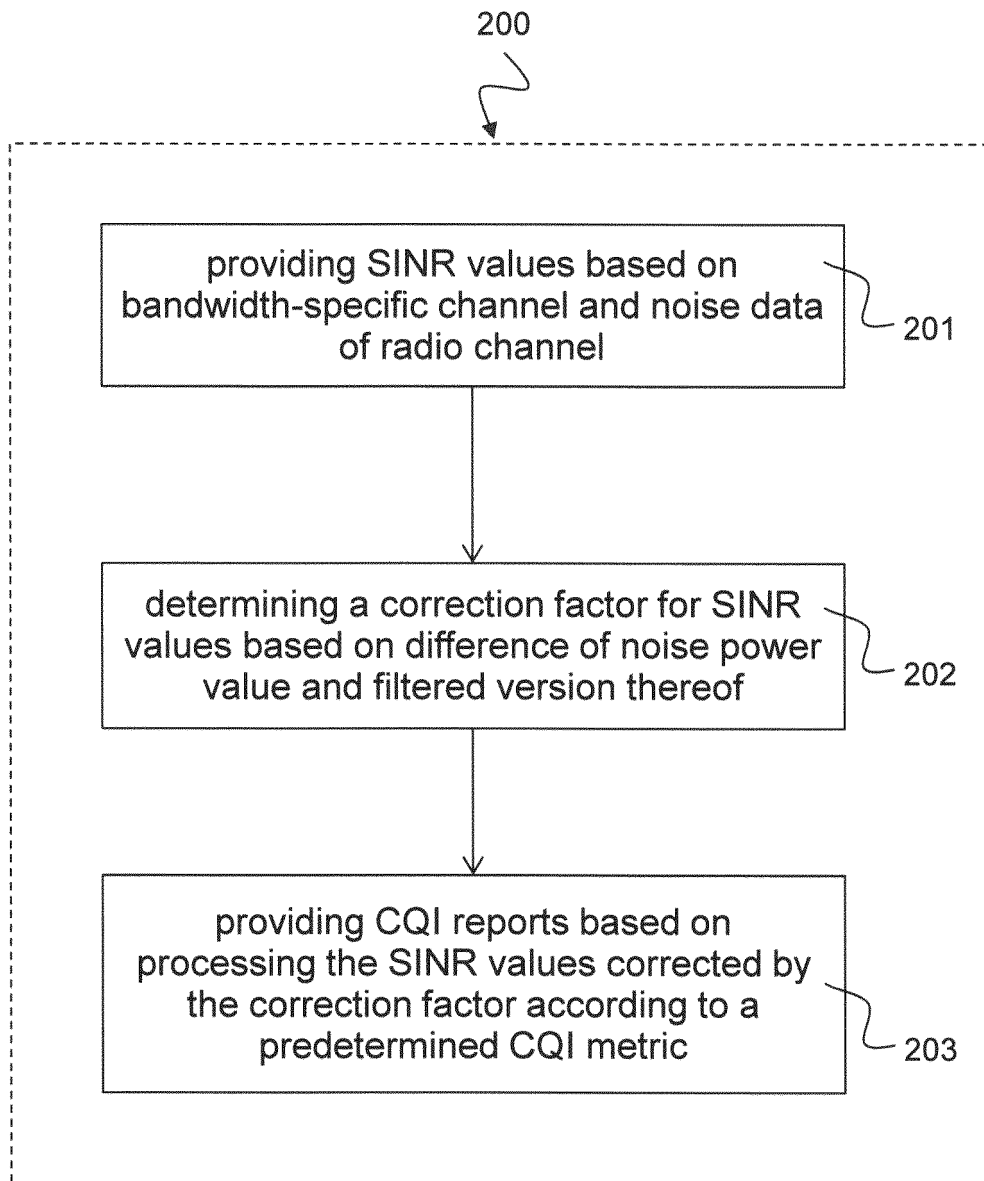 200
providing SINR values based on
bandwidth-specific channel and noise data
of radio channel
201
determining a correction factor for SINR
values based on difference of noise power
value and filtered version thereof
202
providing CQI reports based on
processing the SINR values corrected by
the correction factor according to a
predetermined CQI metric
203